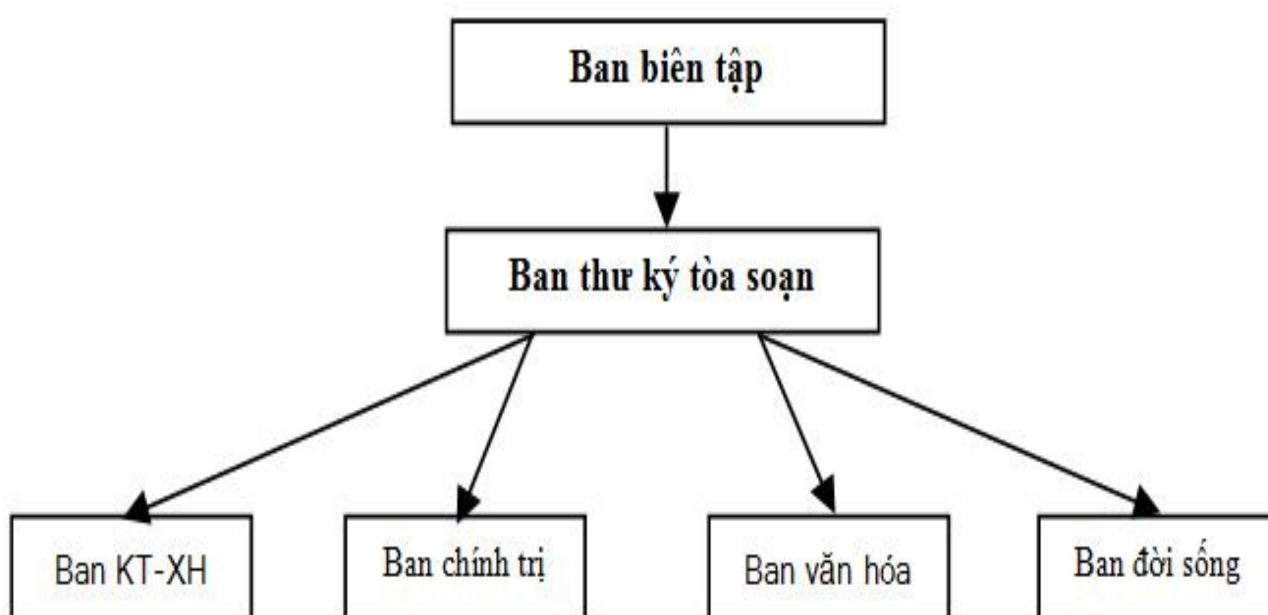 Ban biên tập
Ban thư ký tòa soạn
Ban KT-XH
Ban chính trị
Ban văn hóa
Ban đời sống